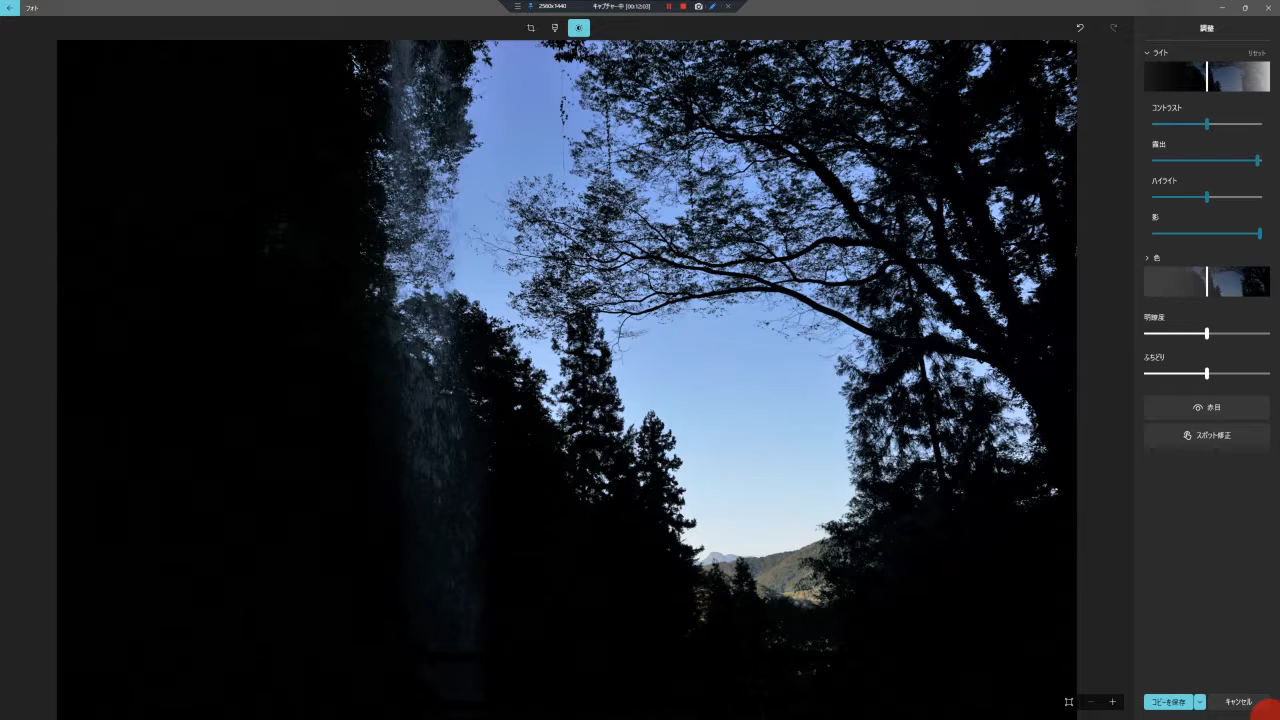 フォト
2560x1440
キャプチャー中 [00:12:03]
調整
ライト
リセット
コントラスト
露出
ハイライト
影
色
明瞭度
ふちどり
赤目
スポット修正
コピーを保存
キャンセル